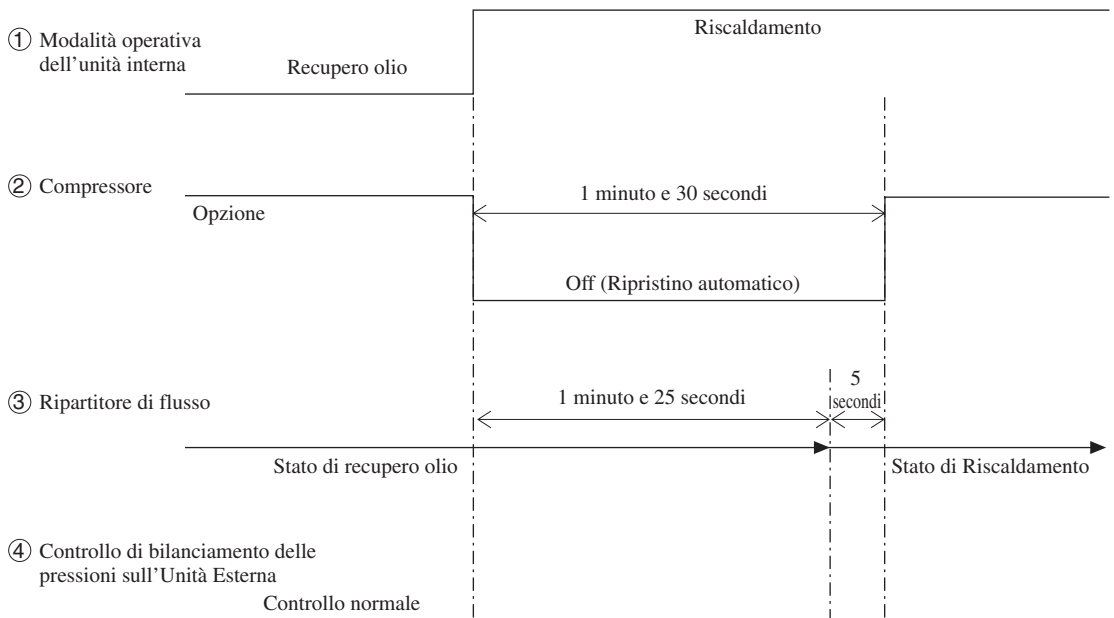 ① Modalità operativa
dell’unità interna
Recupero olio
Riscaldamento
② Compressore
Opzione
1 minuto e 30 secondi
Off (Ripristino automatico)
③ Ripartitore di flusso
1 minuto e 25 secondi
5
secondi
Stato di recupero olio
Stato di Riscaldamento
④ Controllo di bilanciamento delle
pressioni sull’Unità Esterna
Controllo normale